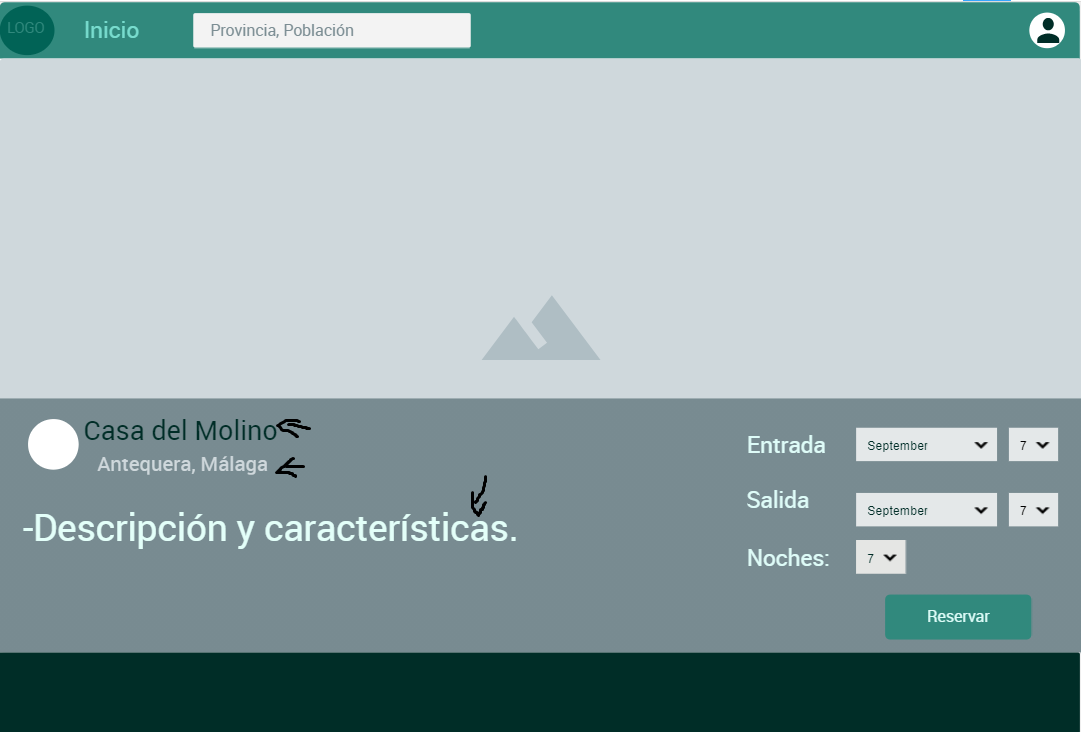 LOGO
Inicio
Provincia, Población
Casa del Molino
Antequera, Málaga
-Descripción y características.
Entrada
September
7
Salida
September
7
Noches:
7
Reservar